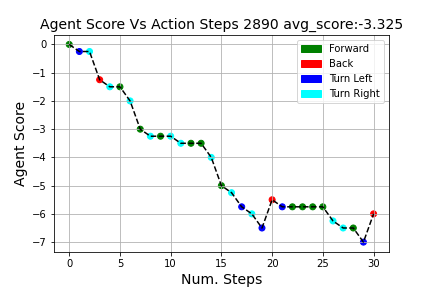 Agent Score Vs Action Steps 2890 avg_score:-3.325
Forward
Back
Turn Left
Turn Right
0
−1
−2
−3
−4
−5
−6
−7
Agent Score
0 5 10 15 20 25 30
Num. Steps